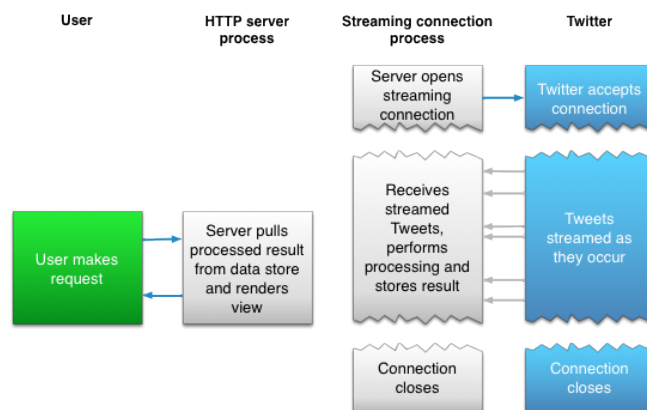 User
HTTP server
process
Streaming connection
process
Twitter
Server opens
streaming
connection
Twitter accepts
connection
User makes
request
Server pulls
processed result
from data store
and renders
view
Receives
streamed
Tweets,
performs
processing and
stores result
Tweets
streamed as
they occur
Connection
closes
Connection
closes